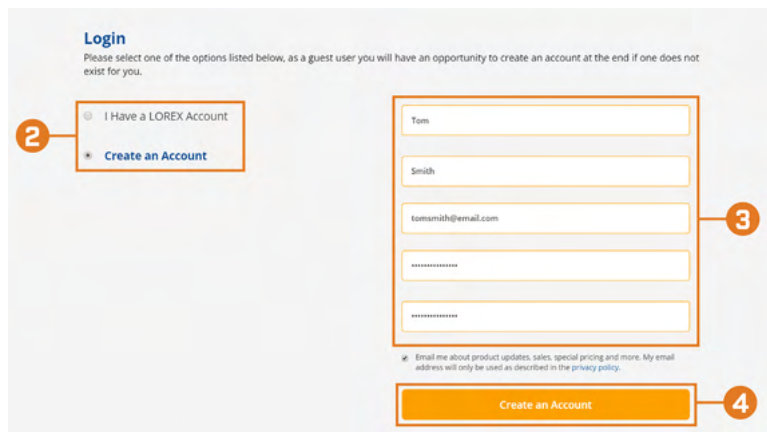 Login
Please select one of the options listed below, as a guest user you will have an opportunity to create an account at the end if one does not
exist for you.
2
I Have a LOREX Account
Create an Account
Tom
Smith
tomsmith@email.com
3
Email me about product updates, sales, special pricing and more. My email
address will only be used as described in the privacy policy.
Create an Account
4